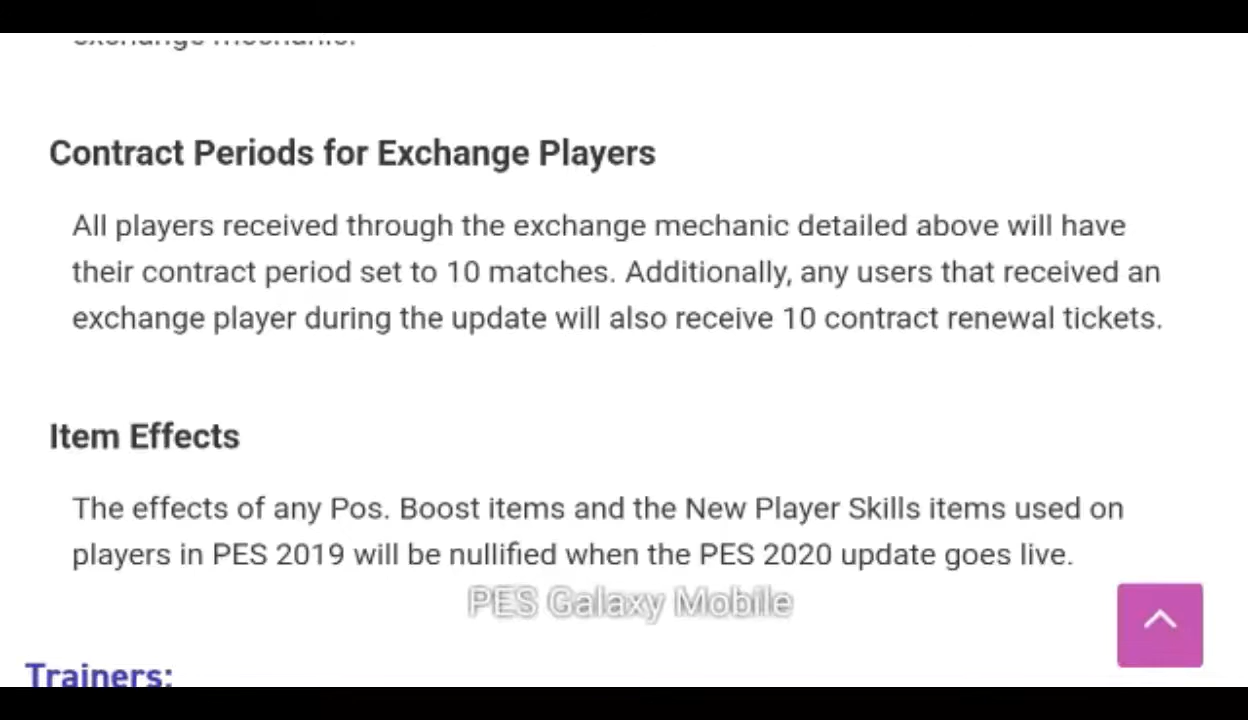 exchange mechanic.
Contract Periods for Exchange Players
All players received through the exchange mechanic detailed above will have
their contract period set to 10 matches. Additionally, any users that received an
exchange player during the update will also receive 10 contract renewal tickets.
Item Effects
The effects of any Pos. Boost items and the New Player Skills items used on
players in PES 2019 will be nullified when the PES 2020 update goes live.
PES Galaxy Mobile
Trainers: